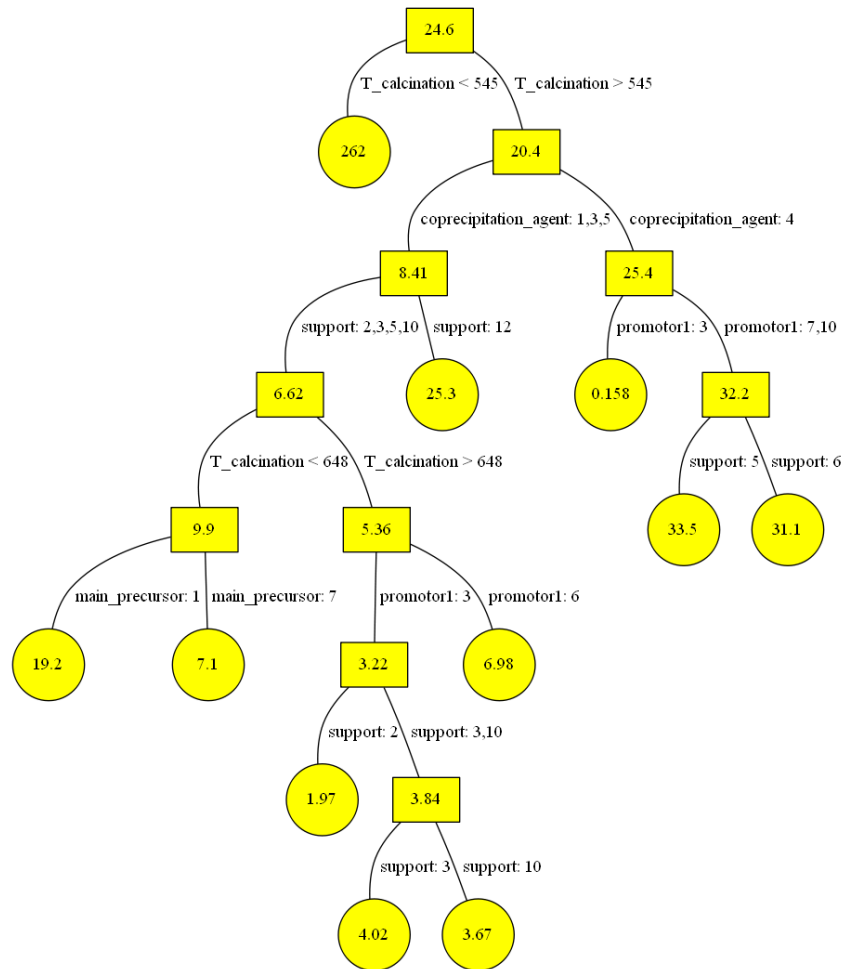 24.6
T_calcination < 545
T_calcination > 545
262
20.4
coprecipitation_agent: 1,3,5
coprecipitation_agent: 4
8.41
25.4
support: 2,3,5,10
support: 12
promotor1: 3
promotor1: 7,10
6.62
25.3
0.158
32.2
T_calcination < 648
T_calcination > 648
support: 5
support: 6
9.9
5.36
33.5
31.1
main_precursor: 1
main_precursor: 7
promotor1: 3
promotor1: 6
19.2
7.1
3.22
6.98
support: 2
support: 3,10
1.97
3.84
support: 3
support: 10
4.02
3.67